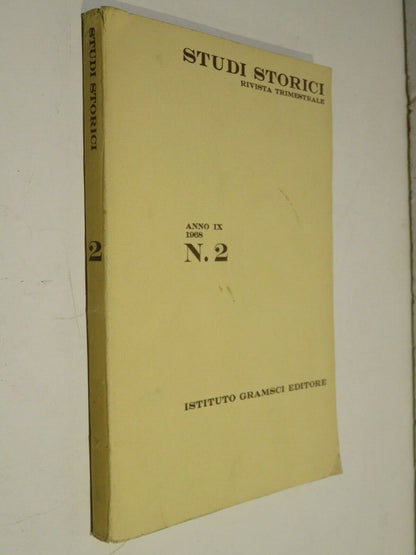 STUDI STORICI
2
STUDI STORICI
RIVISTA TRIMESTRALE
ANNO IX
1968
N. 2
ISTITUTO GRAMSCI EDITORE